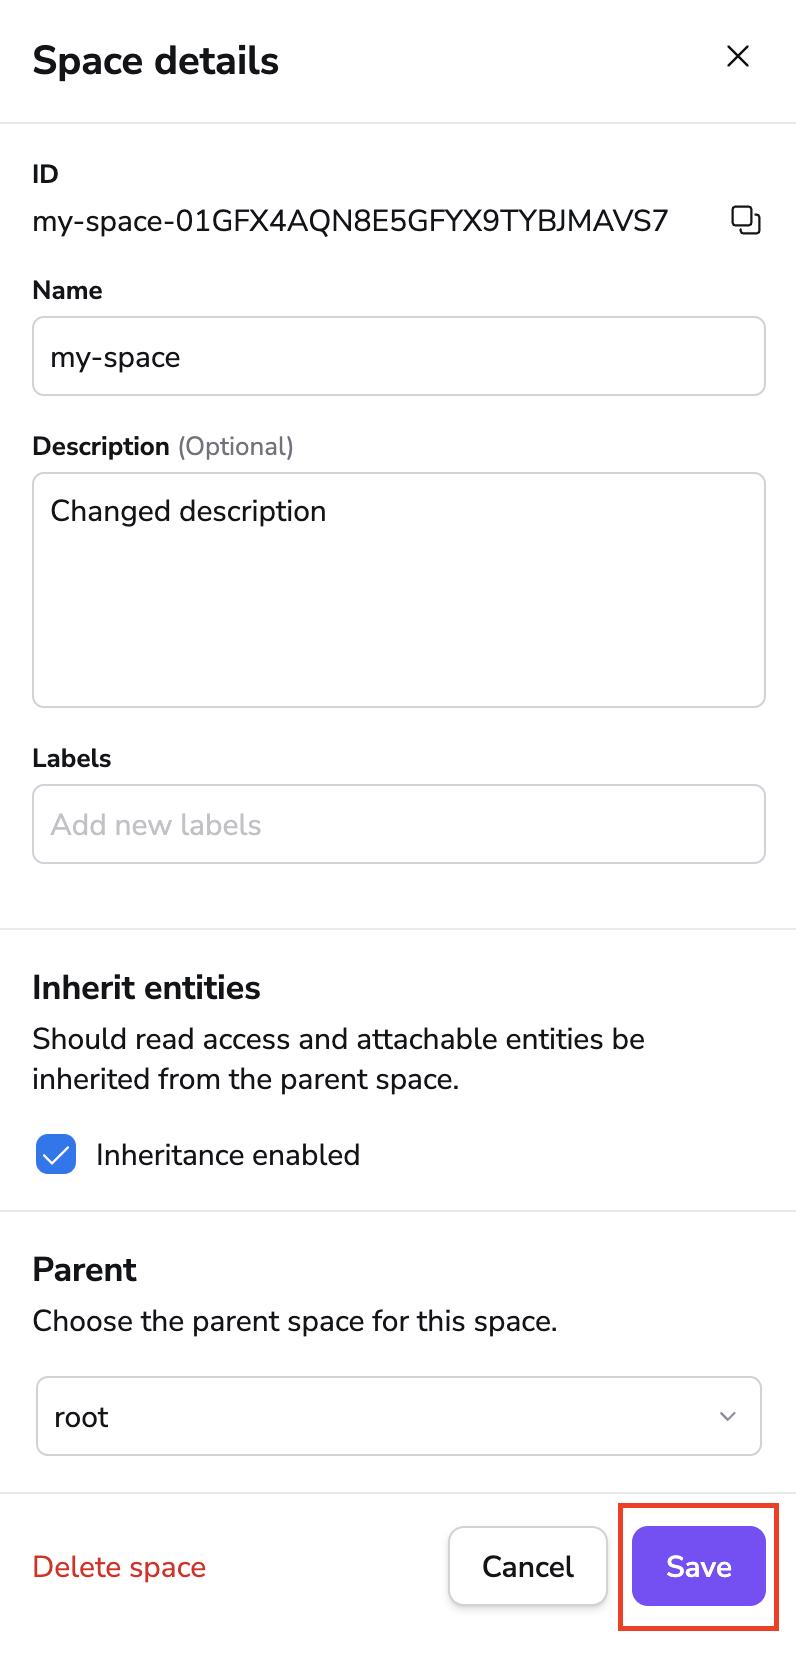 Space details
ID
my-space-01GFX4AQN8E5GFYX9TYBJMAVS7
Name
my-space
Description (Optional)
Changed description
Labels
Add new labels
Inherit entities
Should read access and attachable entities be
inherited from the parent space.
Inheritance enabled
Parent
Choose the parent space for this space.
root
Delete space
Cancel
Save